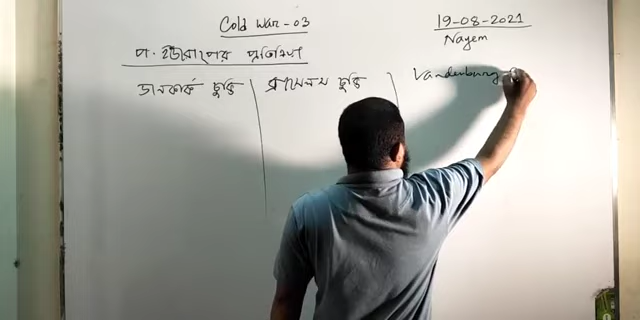 Cold War - 03
19-08-2021
Nayem
প. ইউরোপের প্রতিক্রিয়া
ডানকার্ক চুক্তি
ব্রাসেলস চুক্তি
Vandenburg